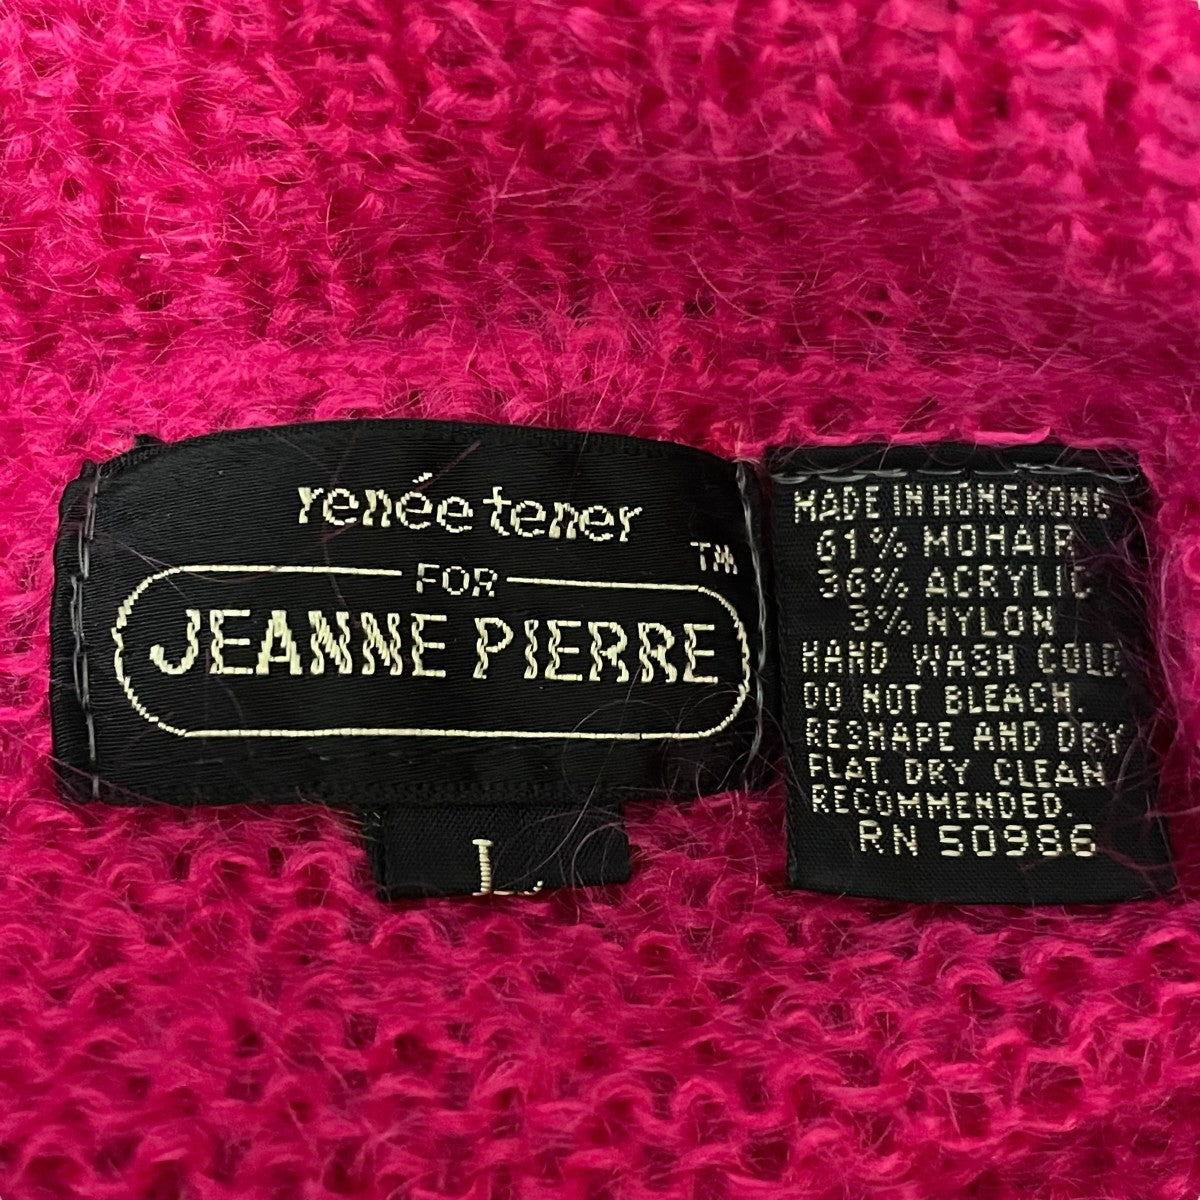 renée tener
TM
FOR
JEANNE PIERRE
L
MADE IN HONG KONG
61% MOHAIR
36% ACRYLIC
3% NYLON
HAND WASH COLD.
DO NOT BLEACH.
RESHAPE AND DRY
FLAT. DRY CLEAN
RECOMMENDED.
RN 50986